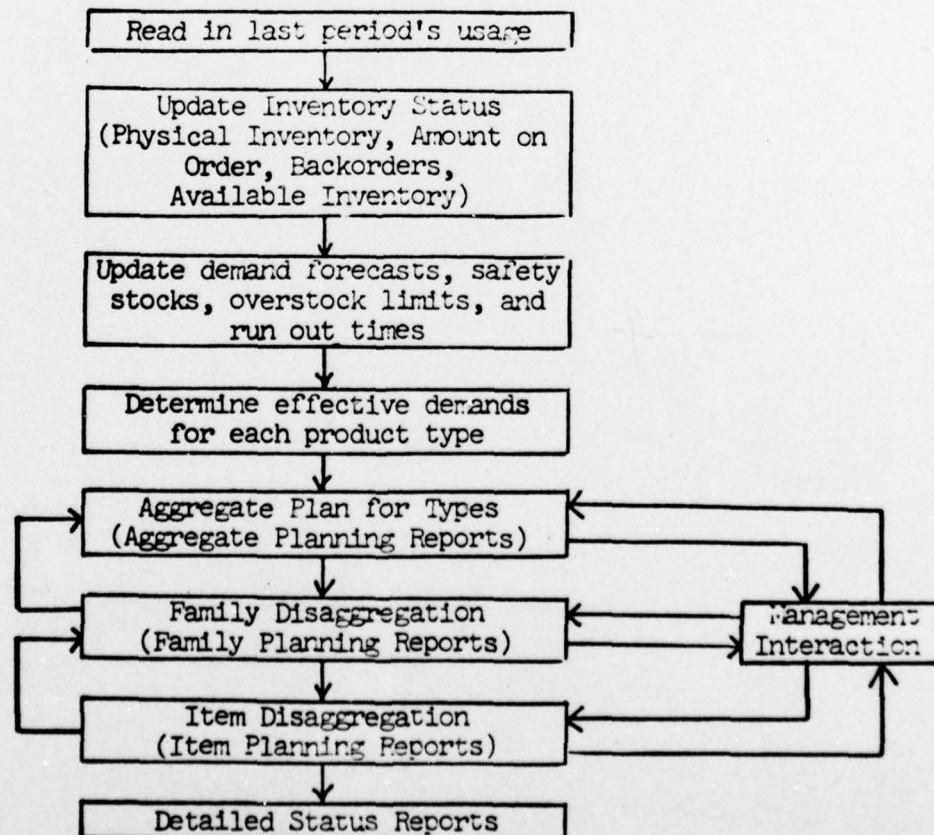 Read in last period's usage
Update Inventory Status
(Physical Inventory, Amount on
Order, Backorders,
Available Inventory)
Update demand forecasts, safety
stocks, overstock limits, and
run out times
Determine effective demands
for each product type
Aggregate Plan for Types
(Aggregate Planning Reports)
Family Disaggregation
(Family Planning Reports)
Management
Interaction
Item Disaggregation
(Item Planning Reports)
Detailed Status Reports